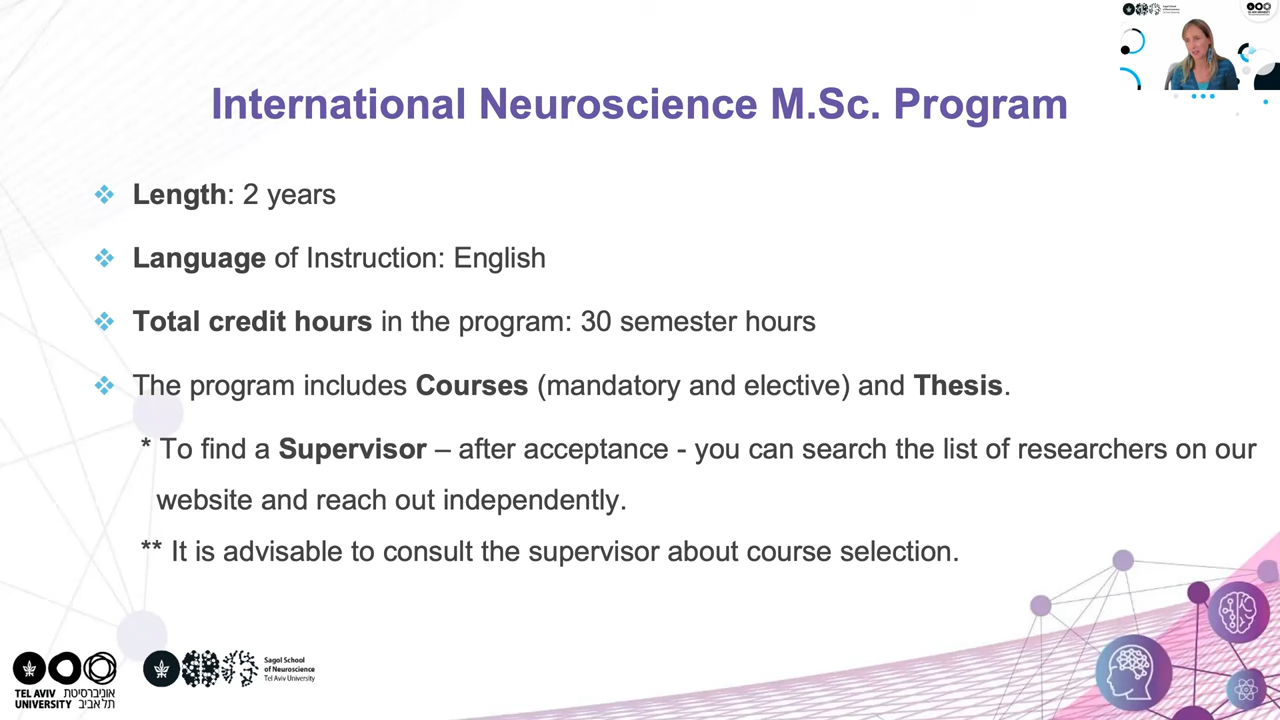 International Neuroscience M.Sc. Program
Length: 2 years
Language of Instruction: English
Total credit hours in the program: 30 semester hours
The program includes Courses (mandatory and elective) and Thesis.
* To find a Supervisor – after acceptance - you can search the list of researchers on our
website and reach out independently.
** It is advisable to consult the supervisor about course selection.
TEL AVIV אוניברסיטת
UNIVERSITY תל אביב
Sagol School
of Neuroscience
Tel Aviv University